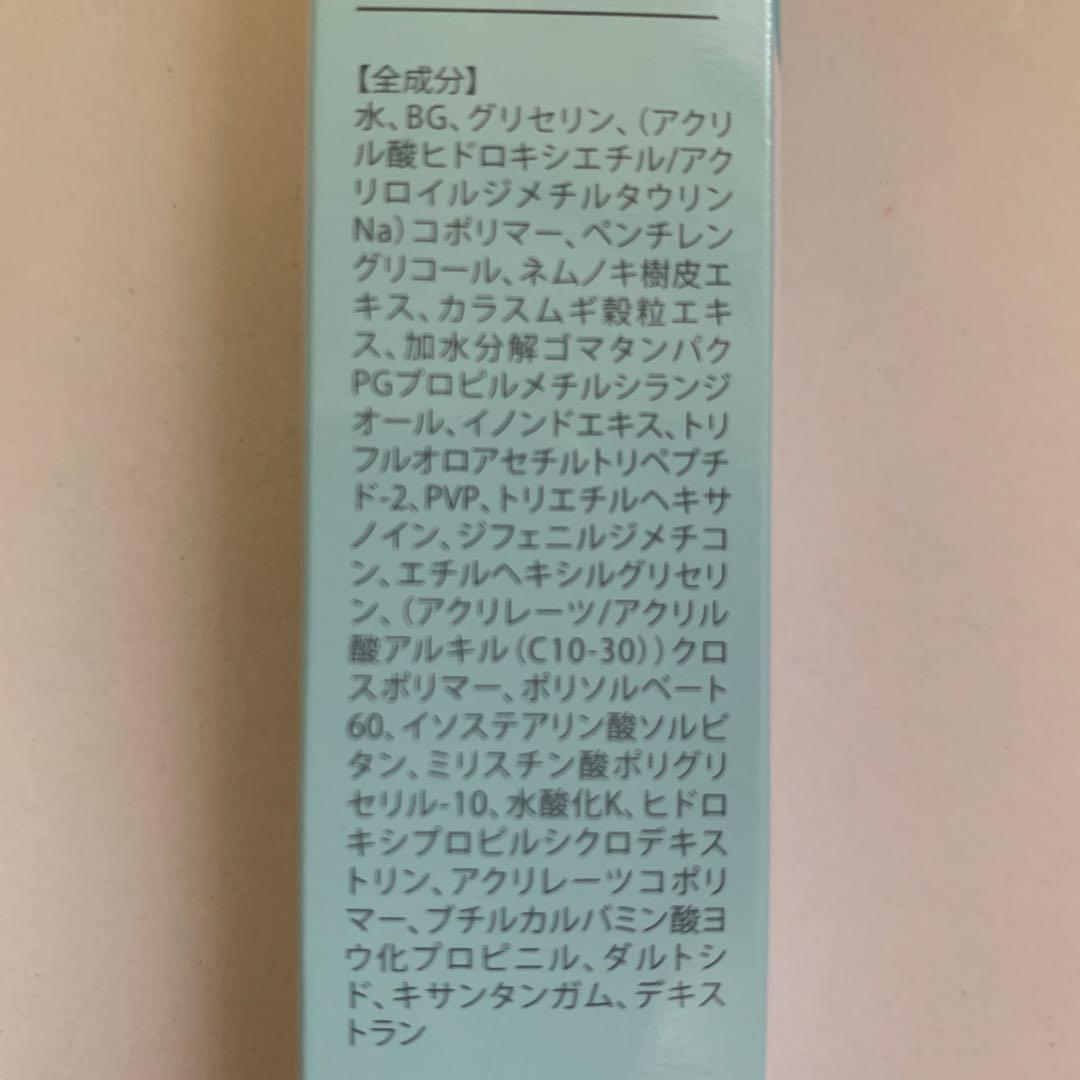 【全成分】
水、BG、グリセリン、(アクリ
ル酸ヒドロキシエチル/アク
リロイルジメチルタウリン
Na)コポリマー、ペンチレン
グリコール、ネムノキ樹皮エ
キス、カラスムギ穀粒エキ
ス、加水分解ゴマタンパク
PGプロピルメチルシランジ
オール、イノンドエキス、トリ
フルオロアセチルトリペプチ
ド-2、PVP、トリエチルヘキサ
ノイン、ジフェニルジメチコ
ン、エチルヘキシルグリセリ
ン、(アクリレーツ/アクリル
酸アルキル(C10-30))クロ
スポリマー、ポリソルベート
60、イソステアリン酸ソルビ
タン、ミリスチン酸ポリグリ
セリル-10、水酸化K、ヒドロ
キシプロピルシクロデキス
トリン、アクリレーツコポリ
マー、ブチルカルバミン酸ヨ
ウ化プロピニル、ダルトシ
ド、キサンタンガム、デキス
トラン